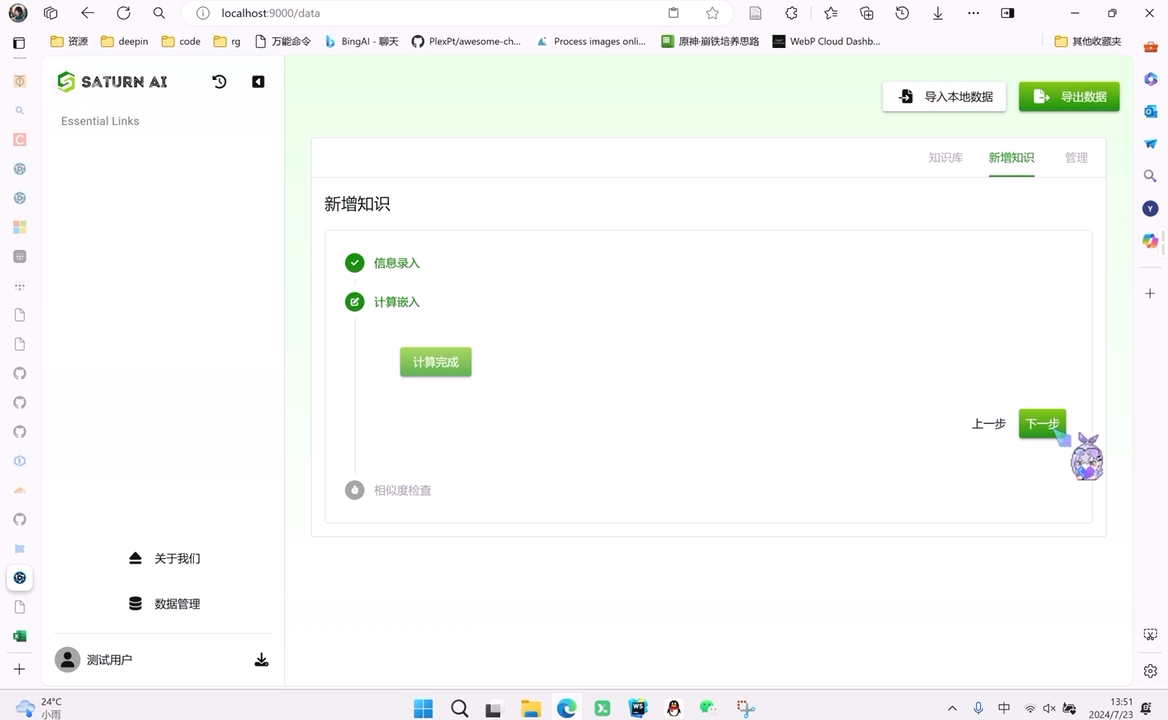 localhost:9000/data
资源
deepin
code
rg
万能命令
BingAI - 聊天
PlexPt/awesome-ch...
Process images onli...
原神·崩铁培养思路
WebP Cloud Dashb...
其他收藏夹
SATURN AI
导入本地数据
导出数据
Essential Links
知识库
新增知识
管理
新增知识
信息录入
计算嵌入
计算完成
上一步
下一步
相似度检查
关于我们
数据管理
测试用户
24°C
小雨
中
13:51
2024/7/23